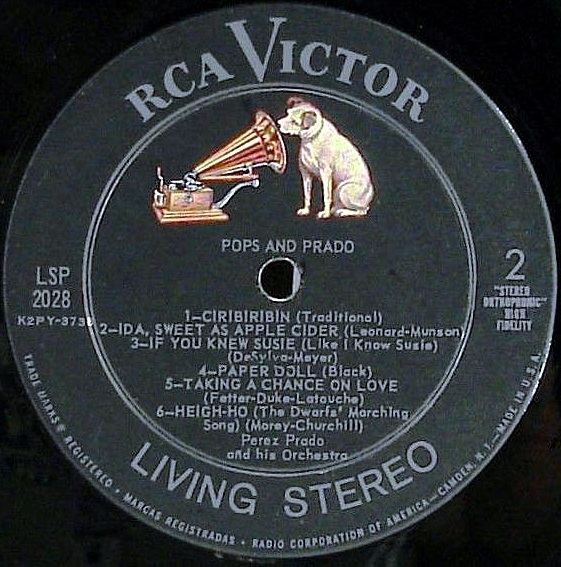 RCA VICTOR
POPS AND PRADO
LSP
2028
2
"STEREO
ORTHOPHONIC"
HIGH
FIDELITY
1—CIRIBIRIBIN (Traditional)
2—IDA, SWEET AS APPLE CIDER (Leonard-Munson)
3—IF YOU KNEW SUSIE (Like I Know Susie)
(DeSylva-Meyer)
4—PAPER DOLL (Black)
5—TAKING A CHANCE ON LOVE
(Fetter-Duke-Latouche)
6—HEIGH-HO (The Dwarfs' Marching
Song) (Morey-Churchill)
Perez Prado
and his Orchestra
LIVING STEREO
TRADE MARKS ® REGISTERED • MARCAS REGISTRADAS • RADIO CORPORATION OF AMERICA—CAMDEN, N. J.—MADE IN U.S.A.